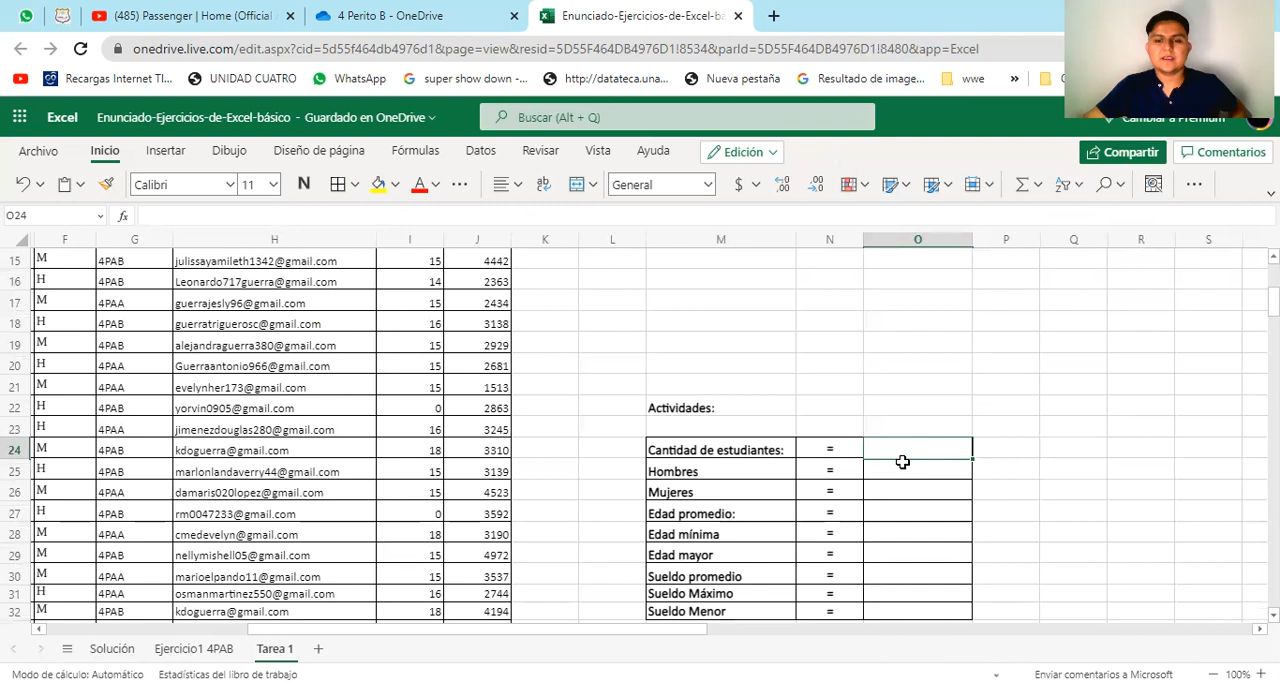 (485) Passenger | Home (Official
4 Perito B - OneDrive
Enunciado-Ejercicios-de-Excel-bá
onedrive.live.com/edit.aspx?cid=5d55f464db4976d1&page=view&resid=5D55F464DB4976D1!8534&parId=5D55F464DB4976D1!8480&app=Excel
Recargas Internet TI... UNIDAD CUATRO WhatsApp super show down -... http://datateca.una... Nueva pestaña Resultado de image... wwe »
Excel Enunciado-Ejercicios-de-Excel-básico - Guardado en OneDrive Buscar (Alt + Q) Cambiar a Premium
Archivo Inicio Insertar Dibujo Diseño de página Fórmulas Datos Revisar Vista Ayuda Edición Compartir Comentarios
Calibri 11 N A General $
O24 fx
F G H I J K L M N O P Q R S
15 M 4PAB julissayamileth1342@gmail.com 15 4442
16 H 4PAB Leonardo717guerra@gmail.com 14 2363
17 M 4PAA guerrajesly96@gmail.com 15 2434
18 H 4PAB guerratriguerosc@gmail.com 16 3138
19 M 4PAB alejandraguerra380@gmail.com 15 2929
20 H 4PAA Guerraantonio966@gmail.com 15 2681
21 M 4PAA evelynher173@gmail.com 15 1513
22 H 4PAB yorvin0905@gmail.com 0 2863 Actividades:
23 H 4PAA jimenezdouglas280@gmail.com 16 3245
24 M 4PAB kdoguerra@gmail.com 18 3310 Cantidad de estudiantes: =
25 H 4PAB marlonlandaverry44@gmail.com 15 3139 Hombres =
26 M 4PAB damaris020lopez@gmail.com 15 4523 Mujeres =
27 H 4PAB rm0047233@gmail.com 0 3592 Edad promedio: =
28 M 4PAA cmedevelyn@gmail.com 18 3190 Edad mínima =
29 M 4PAB nellymishell05@gmail.com 15 4972 Edad mayor =
30 M 4PAA marioelpando11@gmail.com 15 3537 Sueldo promedio =
31 H 4PAA osmanmartinez550@gmail.com 16 2744 Sueldo Máximo =
32 M 4PAB kdoguerra@gmail.com 18 4194 Sueldo Menor =
Solución Ejercicio1 4PAB Tarea 1
Modo de cálculo: Automático Estadísticas del libro de trabajo Enviar comentarios a Microsoft 100%